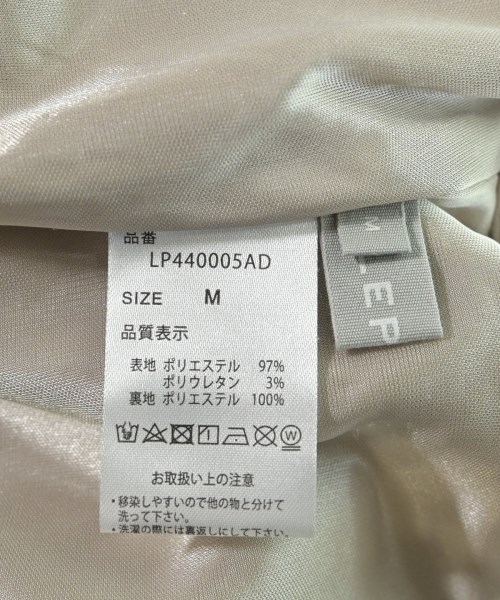 品番
LP440005AD
SIZE M
品質表示
表地 ポリエステル 97%
ポリウレタン 3%
裏地 ポリエステル 100%
お取扱い上の注意
・移染しやすいので他の物と分けて
洗って下さい。
・洗濯の際には裏返しにして下さい。
M
LEP